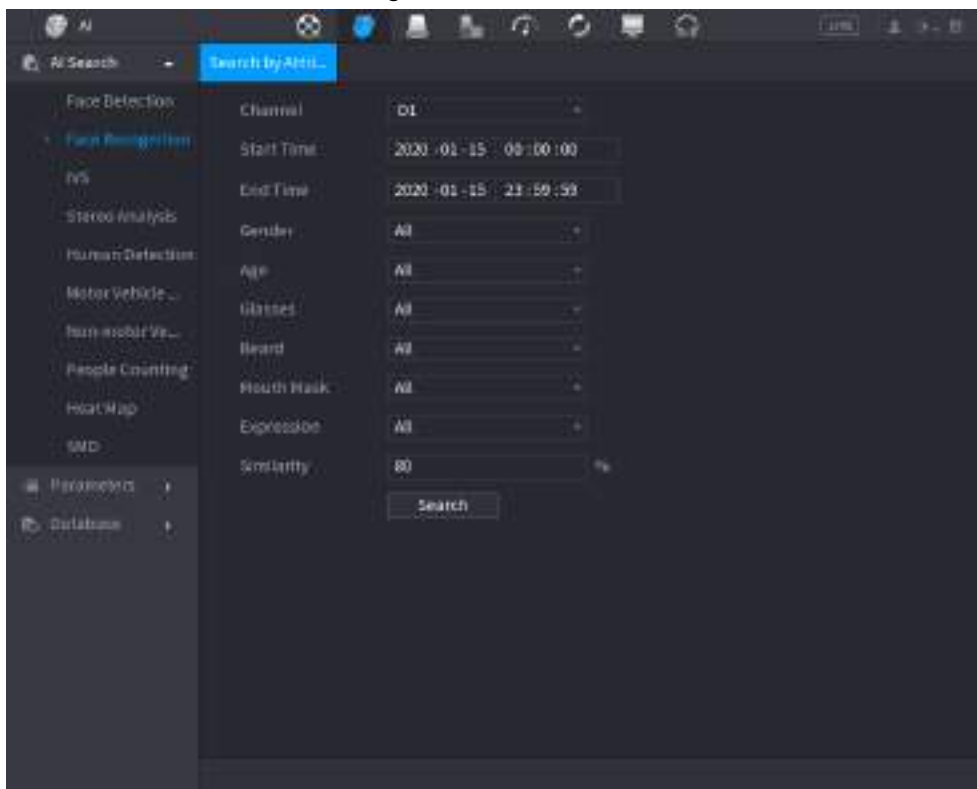 AI
LIVE
AI Search
Search by Attri...
Face Detection
Face Recognition
IVS
Stereo Analysis
Human Detection
Motor Vehicle ...
Non-motor Ve...
People Counting
Heat Map
SMD
Parameters
Database
Channel
D1
Start Time
2020 -01 -15 00 :00 :00
End Time
2020 -01 -15 23 :59 :59
Gender
All
Age
All
Glasses
All
Beard
All
Mouth Mask
All
Expression
All
Similarity
80
%
Search